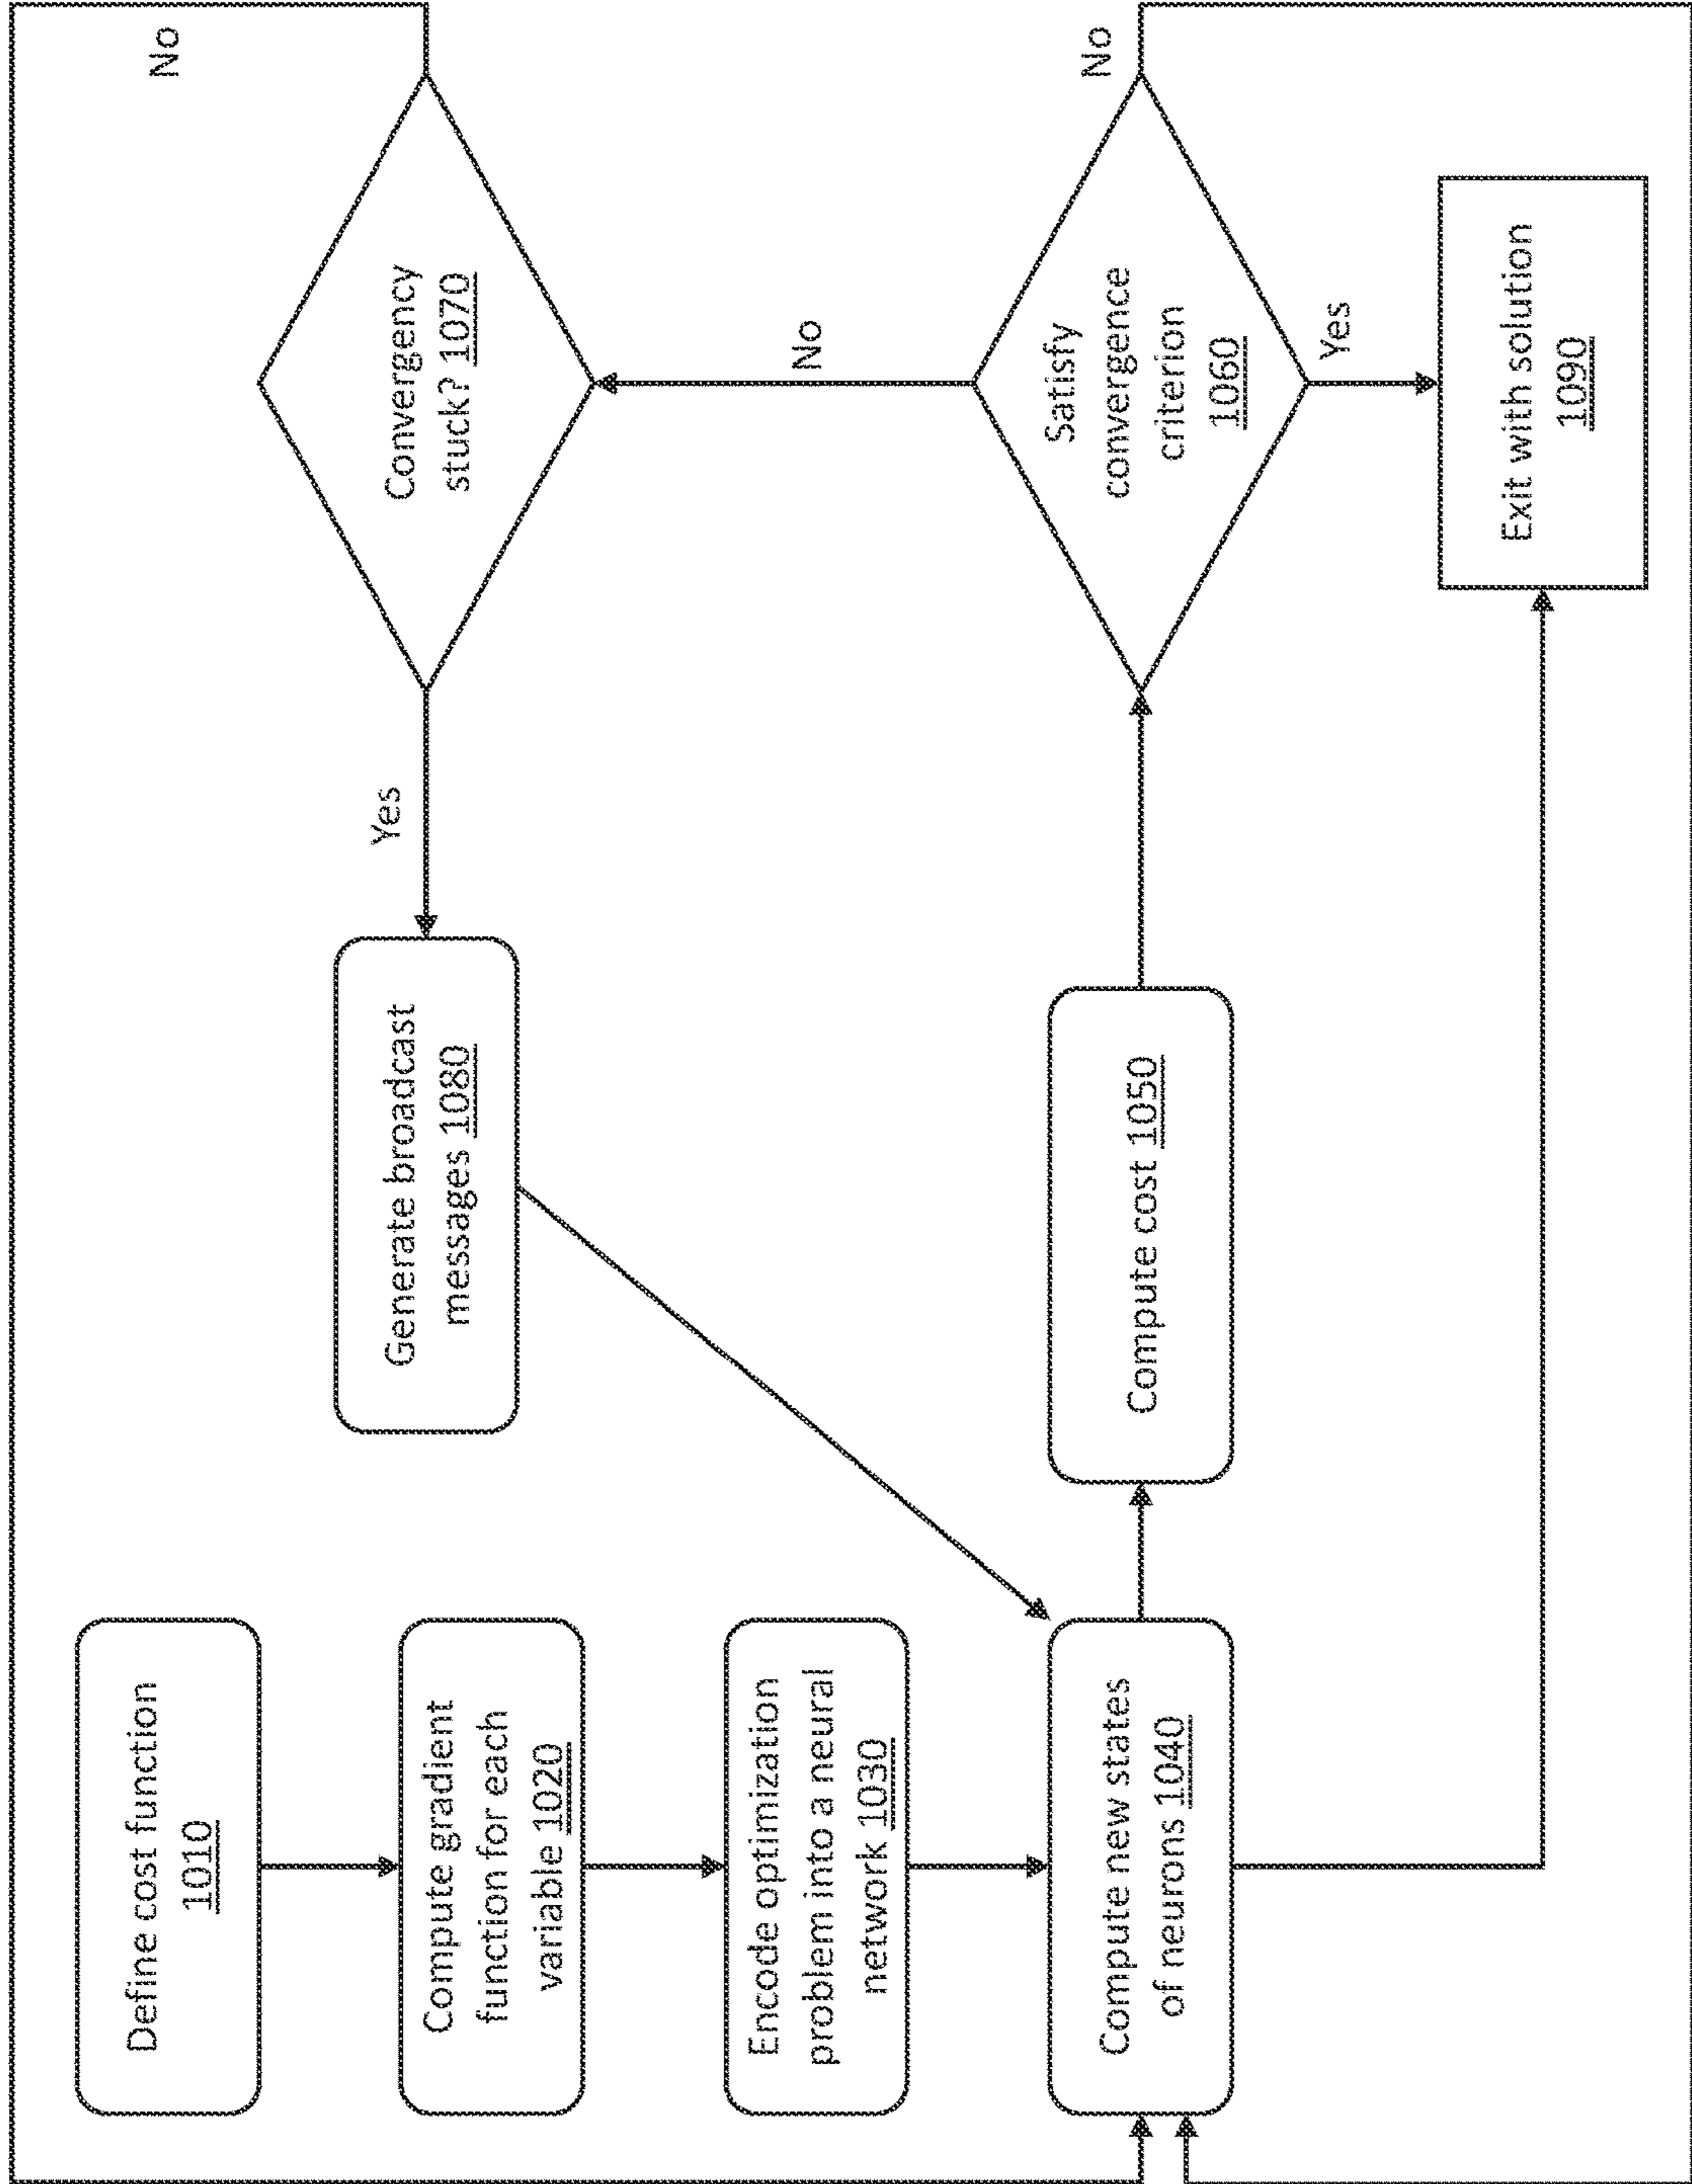 Define cost function
1010
Compute gradient
function for each
variable 1020
Encode optimization
problem into a neural
network 1030
Compute new states
of neurons 1040
Generate broadcast
messages 1080
Compute cost 1050
Yes
Convergency
stuck? 1070
No
No
Satisfy
convergence
criterion
1060
No
Yes
Exit with solution
1090